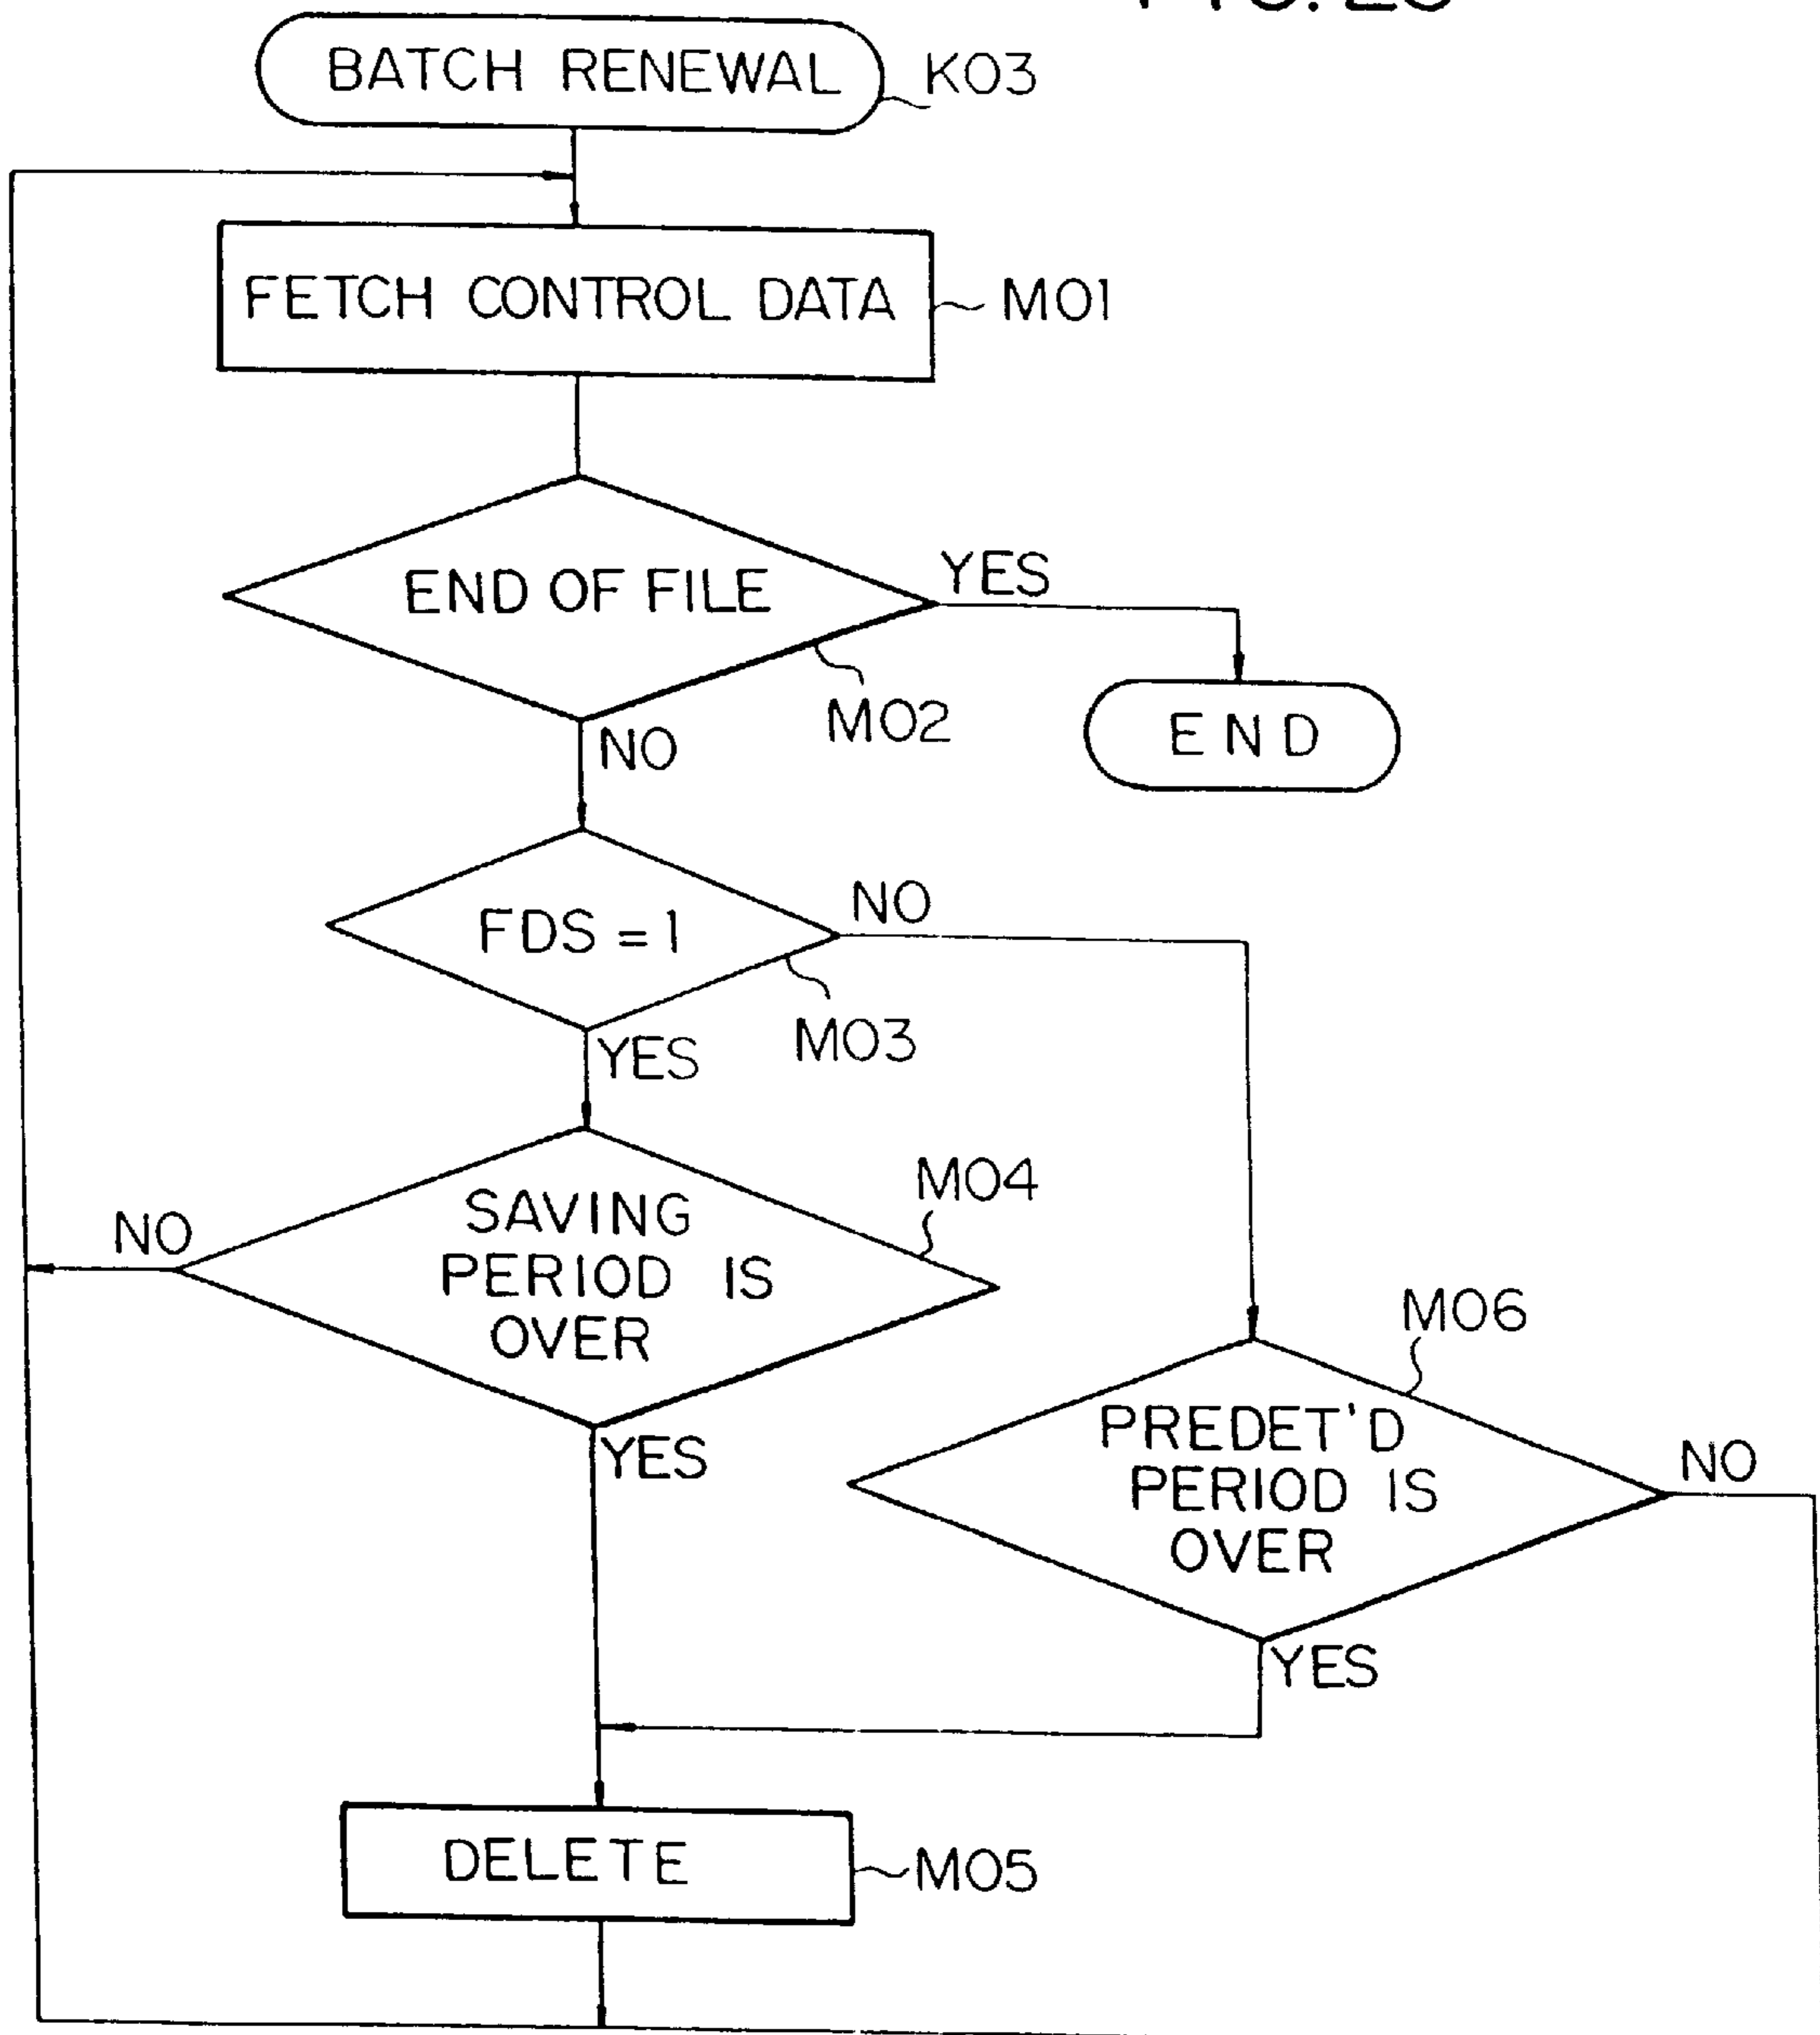 FIG.
BATCH RENEWAL
K03
FETCH CONTROL DATA
M01
END OF FILE
YES
M02
NO
END
FDS = 1
NO
M03
YES
SAVING
PERIOD IS
OVER
M04
NO
YES
M06
PREDET'D
PERIOD IS
OVER
NO
YES
DELETE
M05